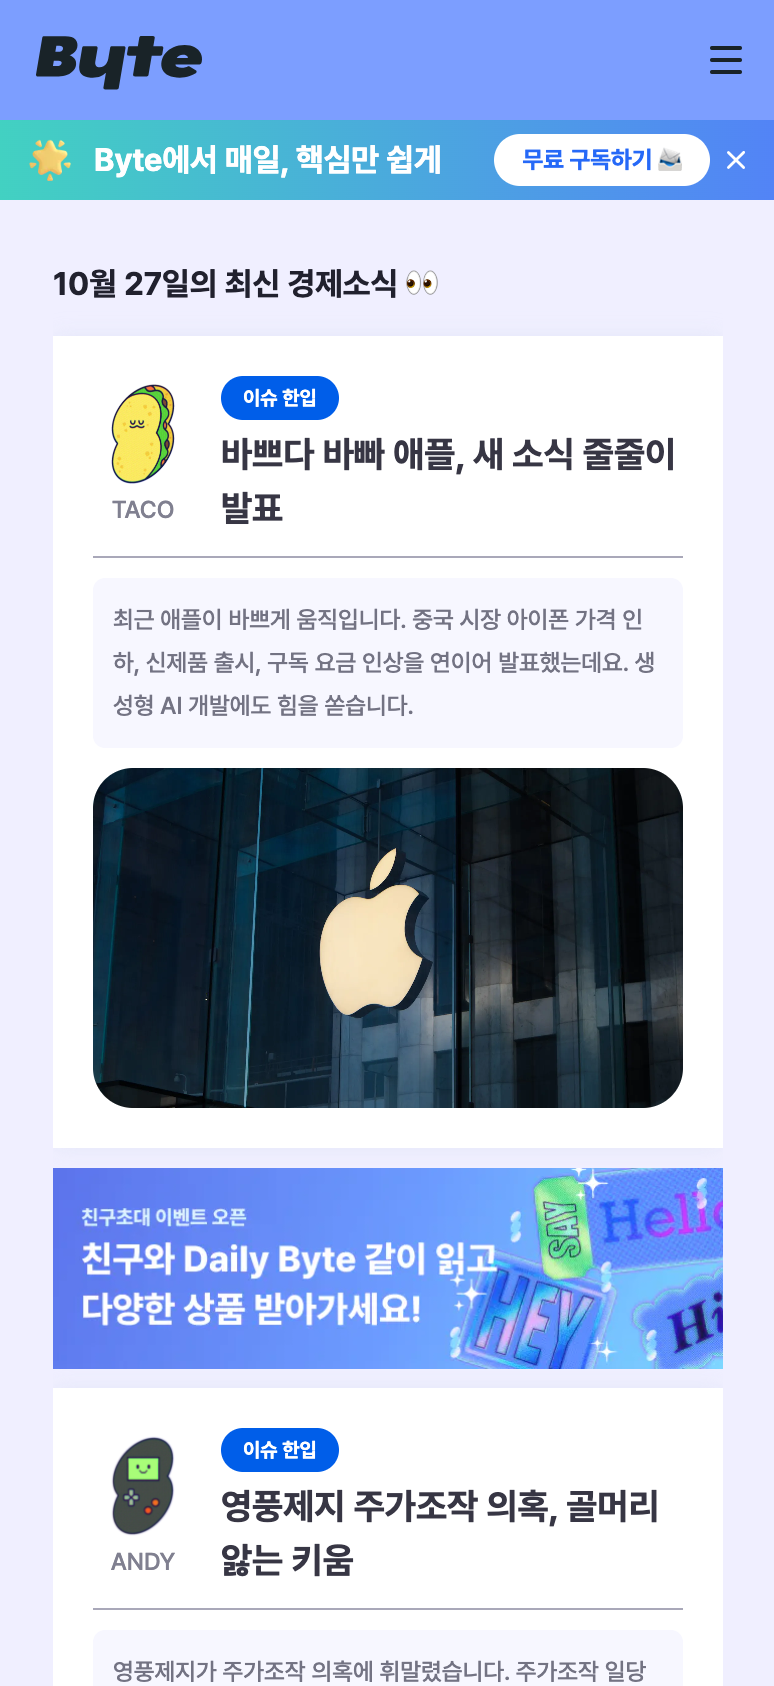 Byte
Byte에서 매일, 핵심만 쉽게
무료 구독하기
10월 27일의 최신 경제소식
이슈 한입
바쁘다 바빠 애플, 새 소식 줄줄이
발표
TACO
최근 애플이 바쁘게 움직입니다. 중국 시장 아이폰 가격 인
하, 신제품 출시, 구독 요금 인상을 연이어 발표했는데요. 생
성형 AI 개발에도 힘을 쏟습니다.
친구초대 이벤트 오픈
친구와 Daily Byte 같이 읽고
다양한 상품 받아가세요!
SAY
Hello
HEY
Hi
이슈 한입
영풍제지 주가조작 의혹, 골머리
앓는 키움
ANDY
영풍제지가 주가조작 의혹에 휘말렸습니다. 주가조작 일당